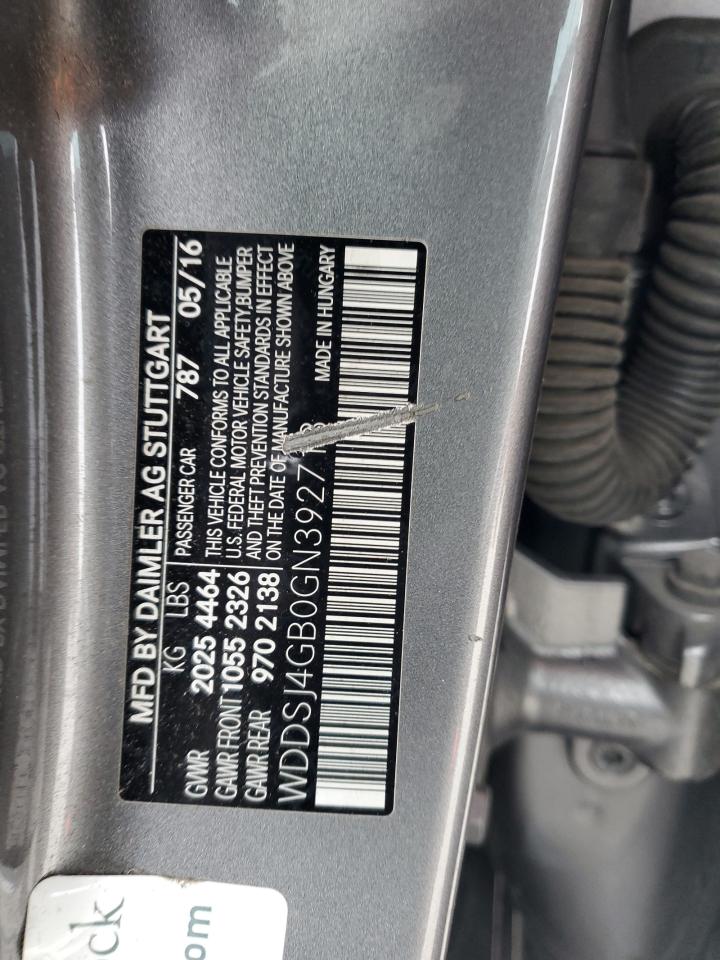 MFD BY DAIMLER AG STUTTGART
PASSENGER CAR 787 05/16
KG LBS
GVWR 2025 4464
GAWR FRONT 1055 2326
GAWR REAR 970 2138
THIS VEHICLE CONFORMS TO ALL APPLICABLE
U.S. FEDERAL MOTOR VEHICLE SAFETY, BUMPER
AND THEFT PREVENTION STANDARDS IN EFFECT
ON THE DATE OF MANUFACTURE SHOWN ABOVE
WDDSJ4GB0GN3927
MADE IN HUNGARY
ck
om